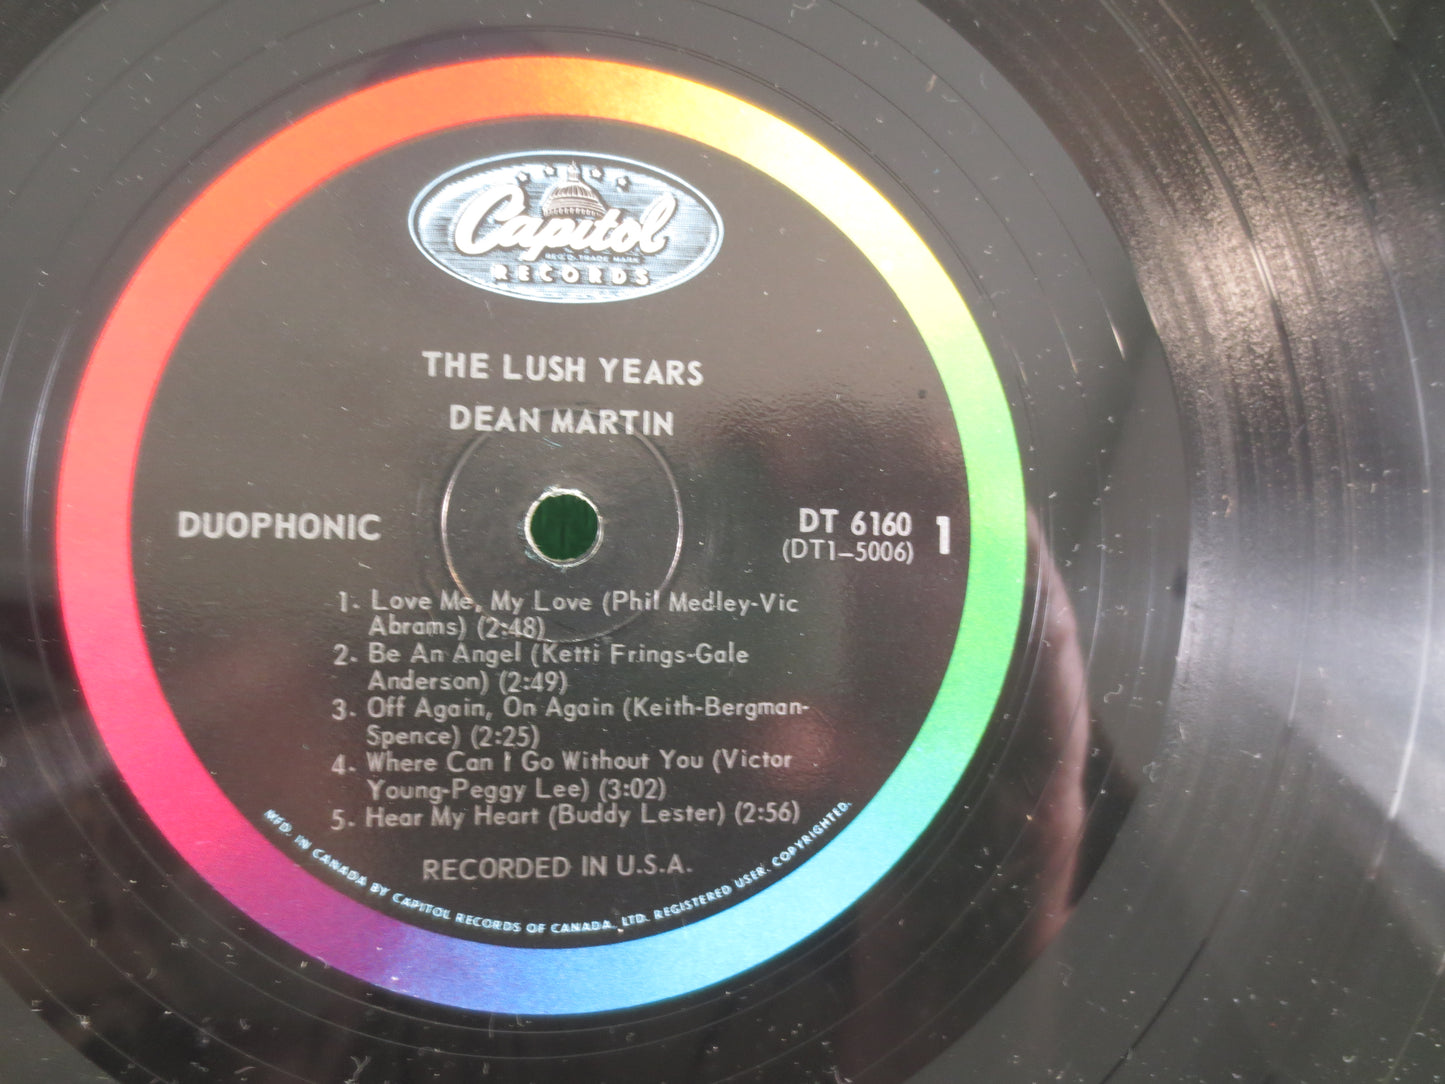 Capitol
REG'D. TRADE MARK
RECORDS
THE LUSH YEARS
DEAN MARTIN
DUOPHONIC
DT 6160
(DT1-5006)
1
1. Love Me, My Love (Phil Medley-Vic
Abrams) (2:48)
2. Be An Angel (Ketti Frings-Gale
Anderson) (2:49)
3. Off Again, On Again (Keith-Bergman-
Spence) (2:25)
4. Where Can I Go Without You (Victor
Young-Peggy Lee) (3:02)
5. Hear My Heart (Buddy Lester) (2:56)
RECORDED IN U.S.A.
MFD. IN CANADA BY CAPITOL RECORDS OF CANADA, LTD. REGISTERED USER. COPYRIGHTED.